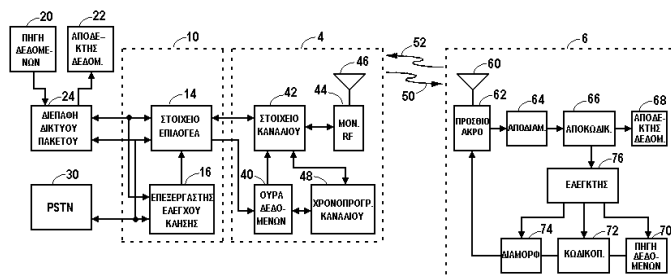 20
ΠΗΓΗ
ΔΕΔΟΜΕ-
ΝΩΝ
22
ΑΠΟΔΕ-
ΚΤΗΣ
ΔΕΔΟΜ.
24
ΔΙΕΠΑΦΗ
ΔΙΚΤΥΟΥ
ΠΑΚΕΤΟΥ
30
PSTN
10
14
ΣΤΟΙΧΕΙΟ
ΕΠΙΛΟΓΕΑ
16
ΕΠΕΞΕΡΓΑΣΤΗΣ
ΕΛΕΓΧΟΥ
ΚΛΗΣΗΣ
4
42
ΣΤΟΙΧΕΙΟ
ΚΑΝΑΛΙΟΥ
44
ΜΟΝ.
RF
46
40
ΟΥΡΑ
ΔΕΔΟ-
ΜΕΝΩΝ
48
ΧΡΟΝΟΠΡΟΓΡ.
ΚΑΝΑΛΙΟΥ
52
50
6
60
62
ΠΡΟΣΘΙΟ
ΑΚΡΟ
64
ΑΠΟΔΙΑΜ.
66
ΑΠΟΚΩΔΙΚ.
68
ΑΠΟΔΕ-
ΚΤΗΣ
ΔΕΔΟΜ.
76
ΕΛΕΓΚΤΗΣ
74
ΔΙΑΜΟΡΦ
72
ΚΩΔΙΚΟΠ.
70
ΠΗΓΗ
ΔΕΔΟΜΕΝΩΝ